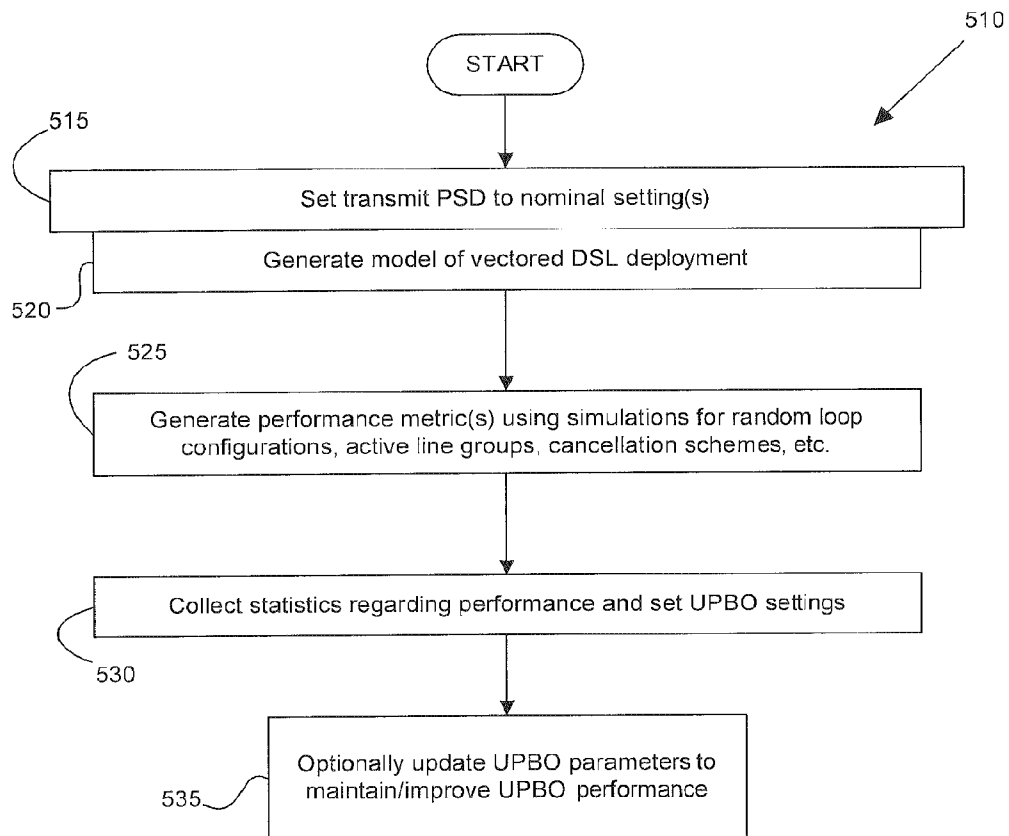 510
START
515
Set transmit PSD to nominal setting(s)
Generate model of vectored DSL deployment
520
525
Generate performance metric(s) using simulations for random loop
configurations, active line groups, cancellation schemes, etc.
Collect statistics regarding performance and set UPBO settings
530
Optionally update UPBO parameters to
maintain/improve UPBO performance
535